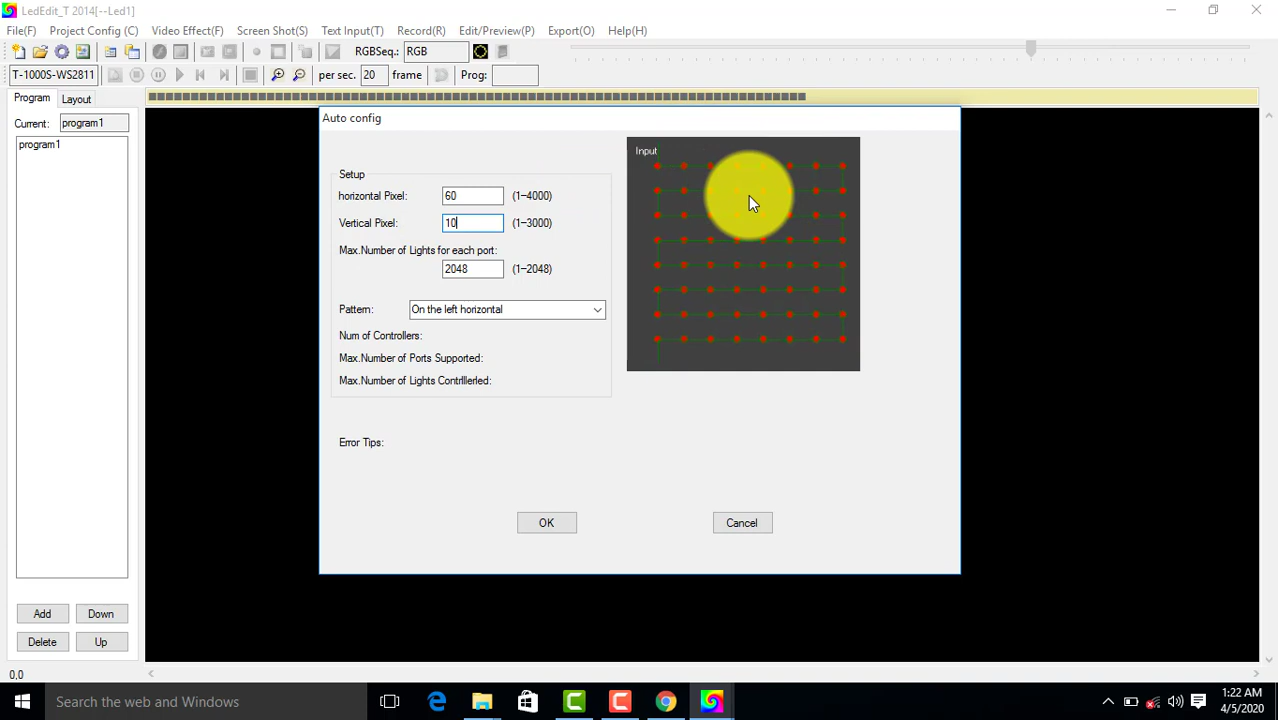 LedEdit_T 2014[--Led1]
File(F) Project Config (C) Video Effect(F) Screen Shot(S) Text Input(T) Record(R) Edit/Preview(P) Export(O) Help(H)
RGBSeq.: RGB
T-1000S-WS2811 per sec. 20 frame Prog:
Program Layout
Current: program1
program1
Auto config
Input
Setup
horizontal Pixel: 60 (1-4000)
Vertical Pixel: 10 (1-3000)
Max.Number of Lights for each port:
2048 (1-2048)
Pattern: On the left horizontal
Num of Controllers:
Max.Number of Ports Supported:
Max.Number of Lights Contrlllerled:
Error Tips:
OK Cancel
Add Down
Delete Up
0,0
Search the web and Windows
1:22 AM
4/5/2020